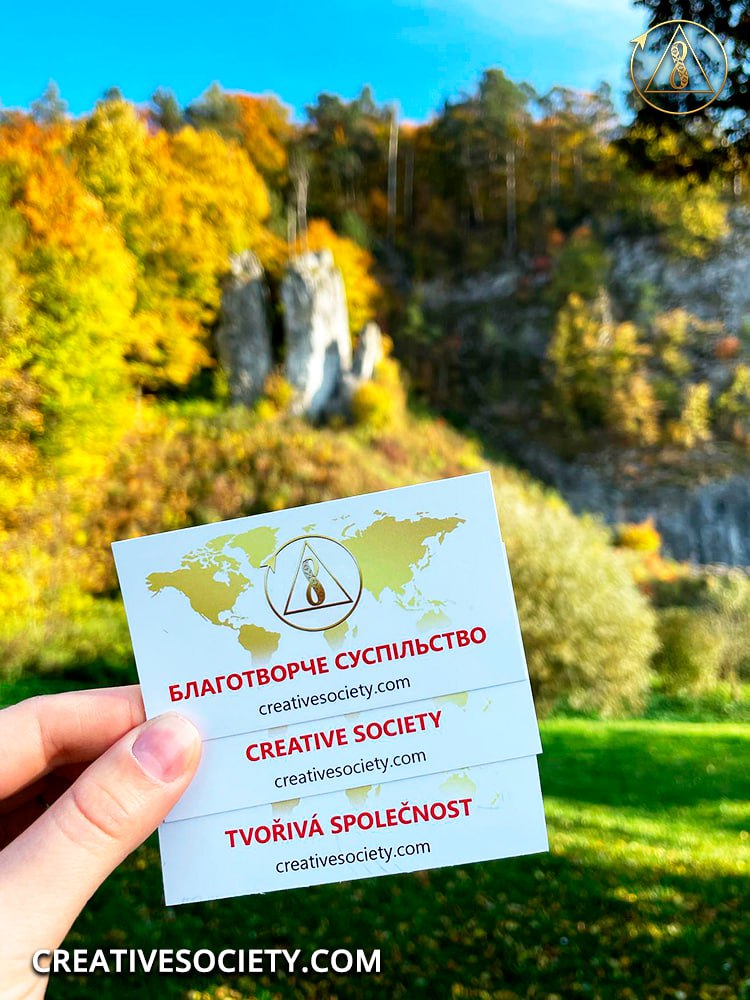 БЛАГОТВОРЧЕ СУСПІЛЬСТВО
creativesociety.com
CREATIVE SOCIETY
creativesociety.com
TVOŘIVÁ SPOLEČNOST
creativesociety.com
CREATIVESOCIETY.COM